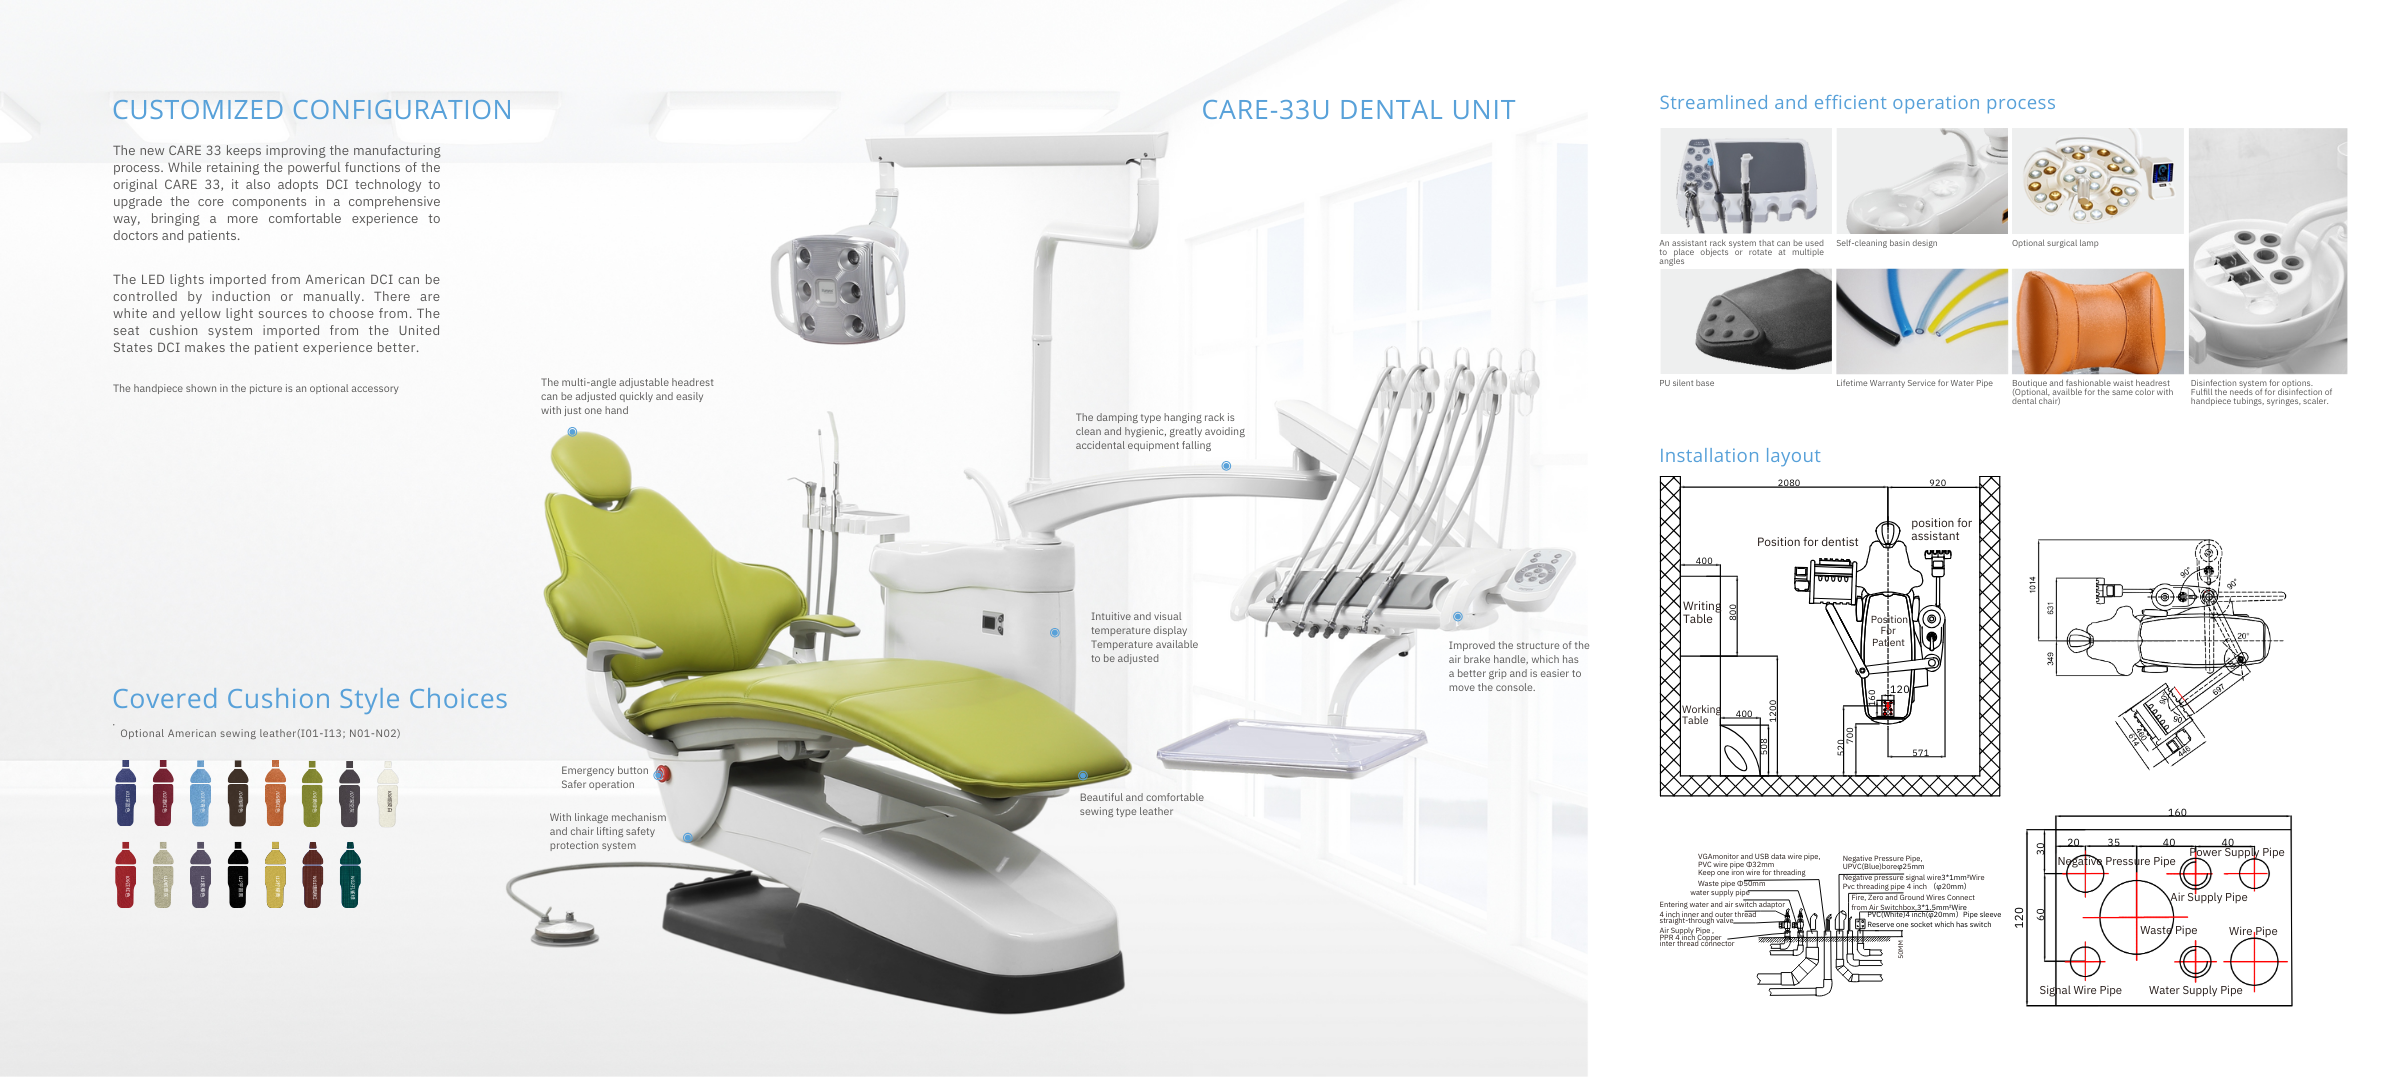 CUSTOMIZED CONFIGURATION
The new CARE 33 keeps improving the manufacturing
process. While retaining the powerful functions of the
original CARE 33, it also adopts DCI technology to
upgrade the core components in a comprehensive
way, bringing a more comfortable experience to
doctors and patients.
The LED lights imported from American DCI can be
controlled by induction or manually. There are
white and yellow light sources to choose from. The
seat cushion system imported from the United
States DCI makes the patient experience better.
The handpiece shown in the picture is an optional accessory
Covered Cushion Style Choices
Optional American sewing leather(I01-I13; N01-N02)
CARE-33U DENTAL UNIT
The multi-angle adjustable headrest
can be adjusted quickly and easily
with just one hand
The damping type hanging rack is
clean and hygienic, greatly avoiding
accidental equipment falling
Intuitive and visual
temperature display
Temperature available
to be adjusted
Improved the structure of the
air brake handle, which has
a better grip and is easier to
move the console.
Emergency button
Safer operation
With linkage mechanism
and chair lifting safety
protection system
Beautiful and comfortable
sewing type leather
Streamlined and efficient operation process
An assistant rack system that can be used
to place objects or rotate at multiple
angles
Self-cleaning basin design
Optional surgical lamp
PU silent base
Lifetime Warranty Service for Water Pipe
Boutique and fashionable waist headrest
(Optional, availble for the same color with
dental chair)
Disinfection system for options.
Fulfill the needs of for disinfection of
handpiece tubings, syringes, scaler.
Installation layout
2080
920
position for
assistant
Position for dentist
400
Writing
Table
800
Position
For
Patient
120
160
Working
Table
400
1200
508
520
700
571
1014
631
349
90°
90°
20°
697
90°
90°
460
614
446
VGAmonitor and USB data wire pipe,
PVC wire pipe Φ32mm
Keep one iron wire for threading
Waste pipe Φ50mm
water supply pipe
Entering water and air switch adaptor
4 inch inner and outer thread
straight-through valve
Air Supply Pipe ,
PPR 4 inch Copper
inter thread connector
Negative Pressure Pipe,
UPVC(Blue)boreφ25mm
Negative pressure signal wire3*1mm²Wire
Pvc threading pipe 4 inch (φ20mm)
Fire, Zero and Ground Wires Connect
from Air Switchbox,3*1.5mm²Wire
PVC(White)4 inch(φ20mm) Pipe sleeve
Reserve one socket which has switch
50MM
160
20
35
40
40
30
60
120
Negative Pressure Pipe
Power Supply Pipe
Air Supply Pipe
Waste Pipe
Wire Pipe
Signal Wire Pipe
Water Supply Pipe